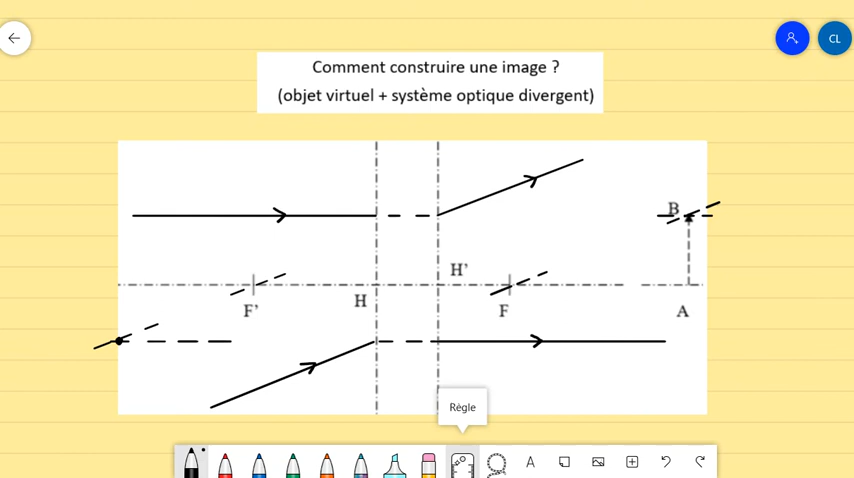 CL
Comment construire une image ?
(objet virtuel + système optique divergent)
B
H'
F'
H
F
A
Règle
A